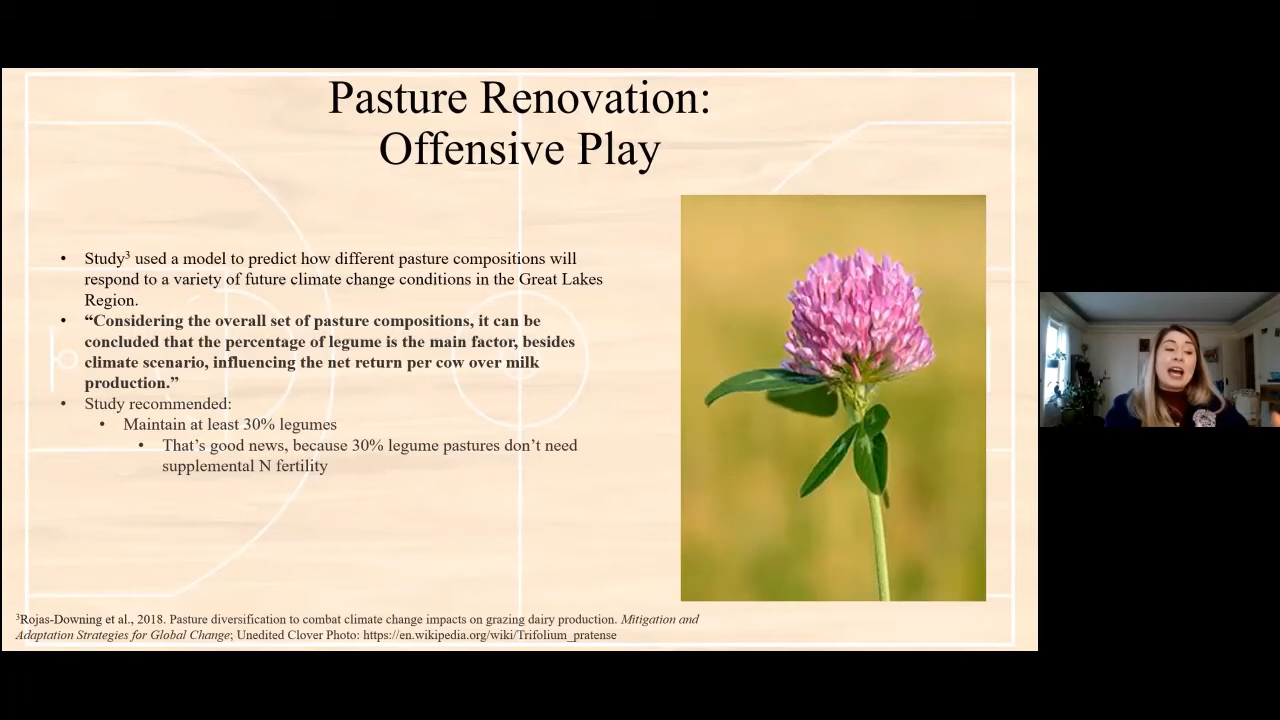 Pasture Renovation:
Offensive Play
• Study³ used a model to predict how different pasture compositions will
respond to a variety of future climate change conditions in the Great Lakes
Region.
• “Considering the overall set of pasture compositions, it can be
concluded that the percentage of legume is the main factor, besides
climate scenario, influencing the net return per cow over milk
production.”
• Study recommended:
• Maintain at least 30% legumes
• That’s good news, because 30% legume pastures don’t need
supplemental N fertility
³Rojas-Downing et al., 2018. Pasture diversification to combat climate change impacts on grazing dairy production. Mitigation and
Adaptation Strategies for Global Change; Unedited Clover Photo: https://en.wikipedia.org/wiki/Trifolium_pratense